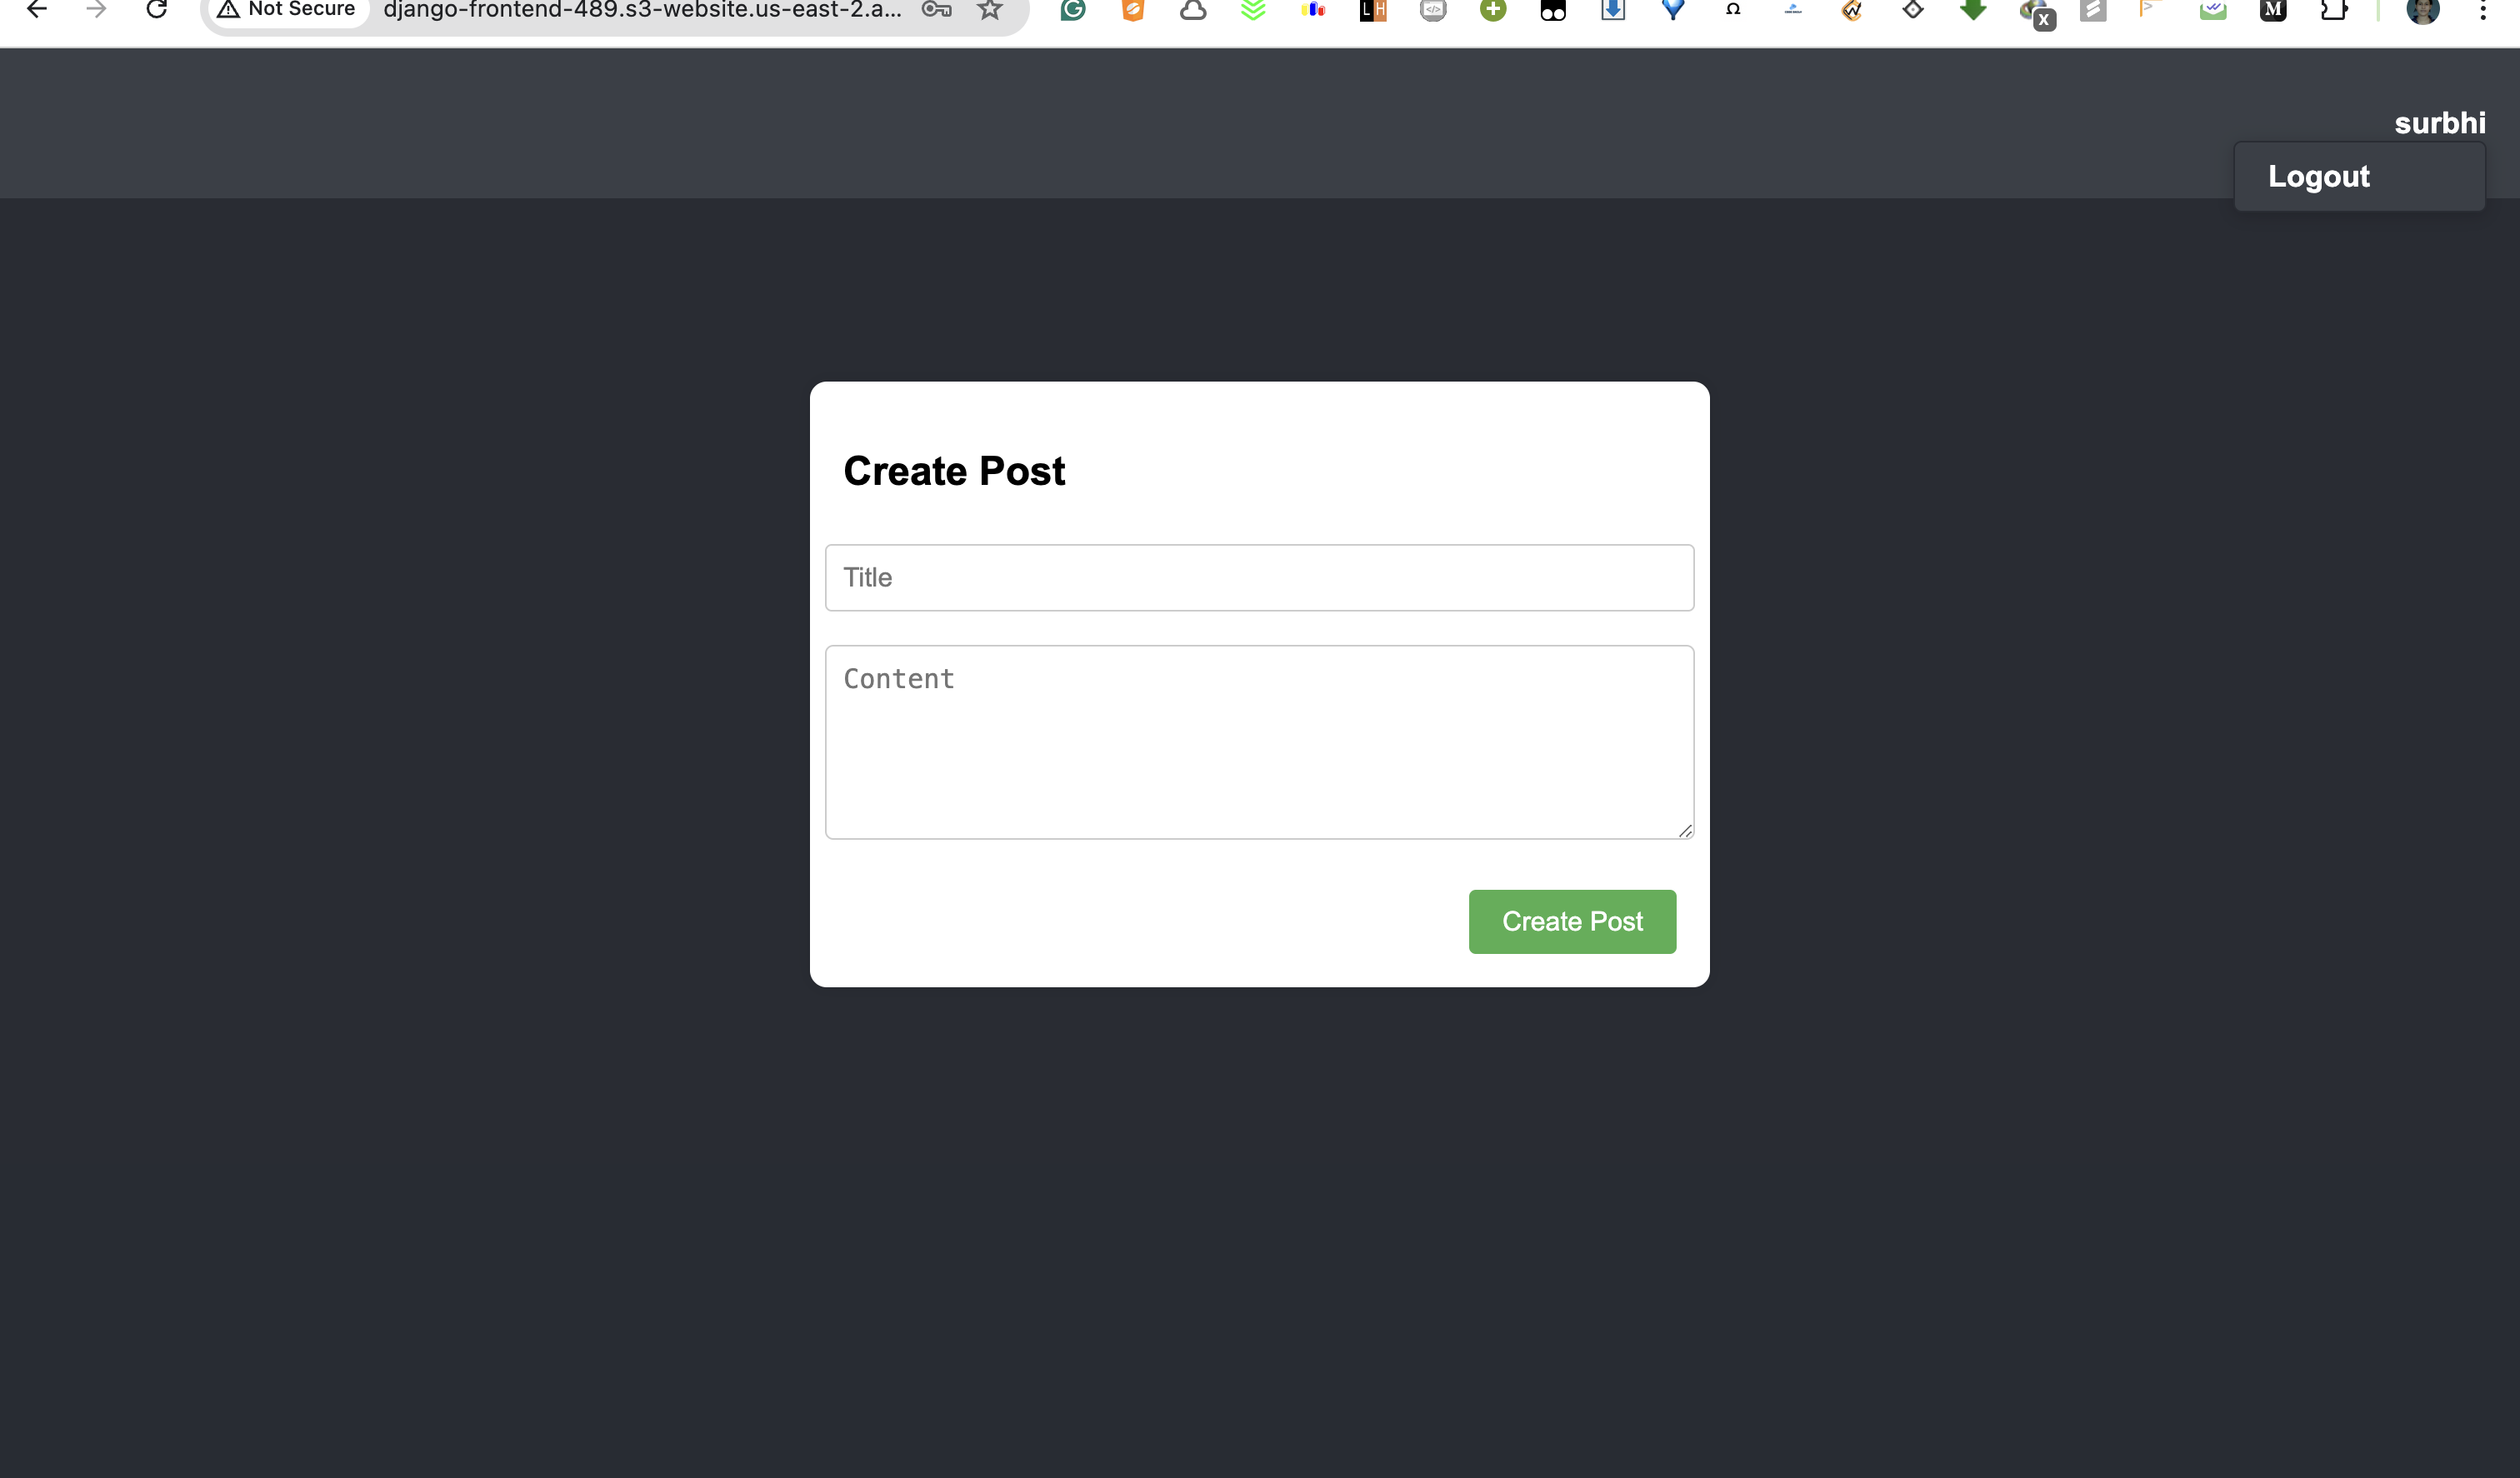 Not Secure django-frontend-489.s3-website.us-east-2.a...
surbhi
Logout
Create Post
Title
Content
Create Post